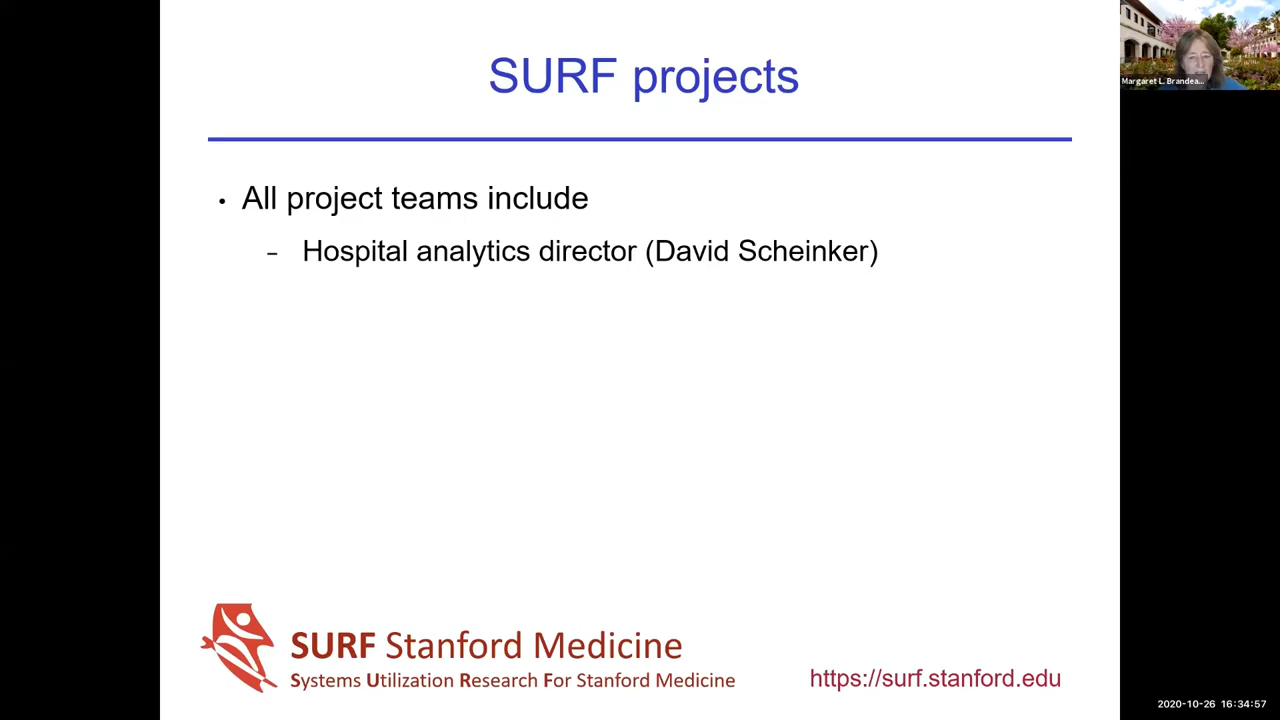 SURF projects
Margaret L. Brandea...
• All project teams include
– Hospital analytics director (David Scheinker)
SURF Stanford Medicine
Systems Utilization Research For Stanford Medicine
https://surf.stanford.edu
2020-10-26 16:34:57